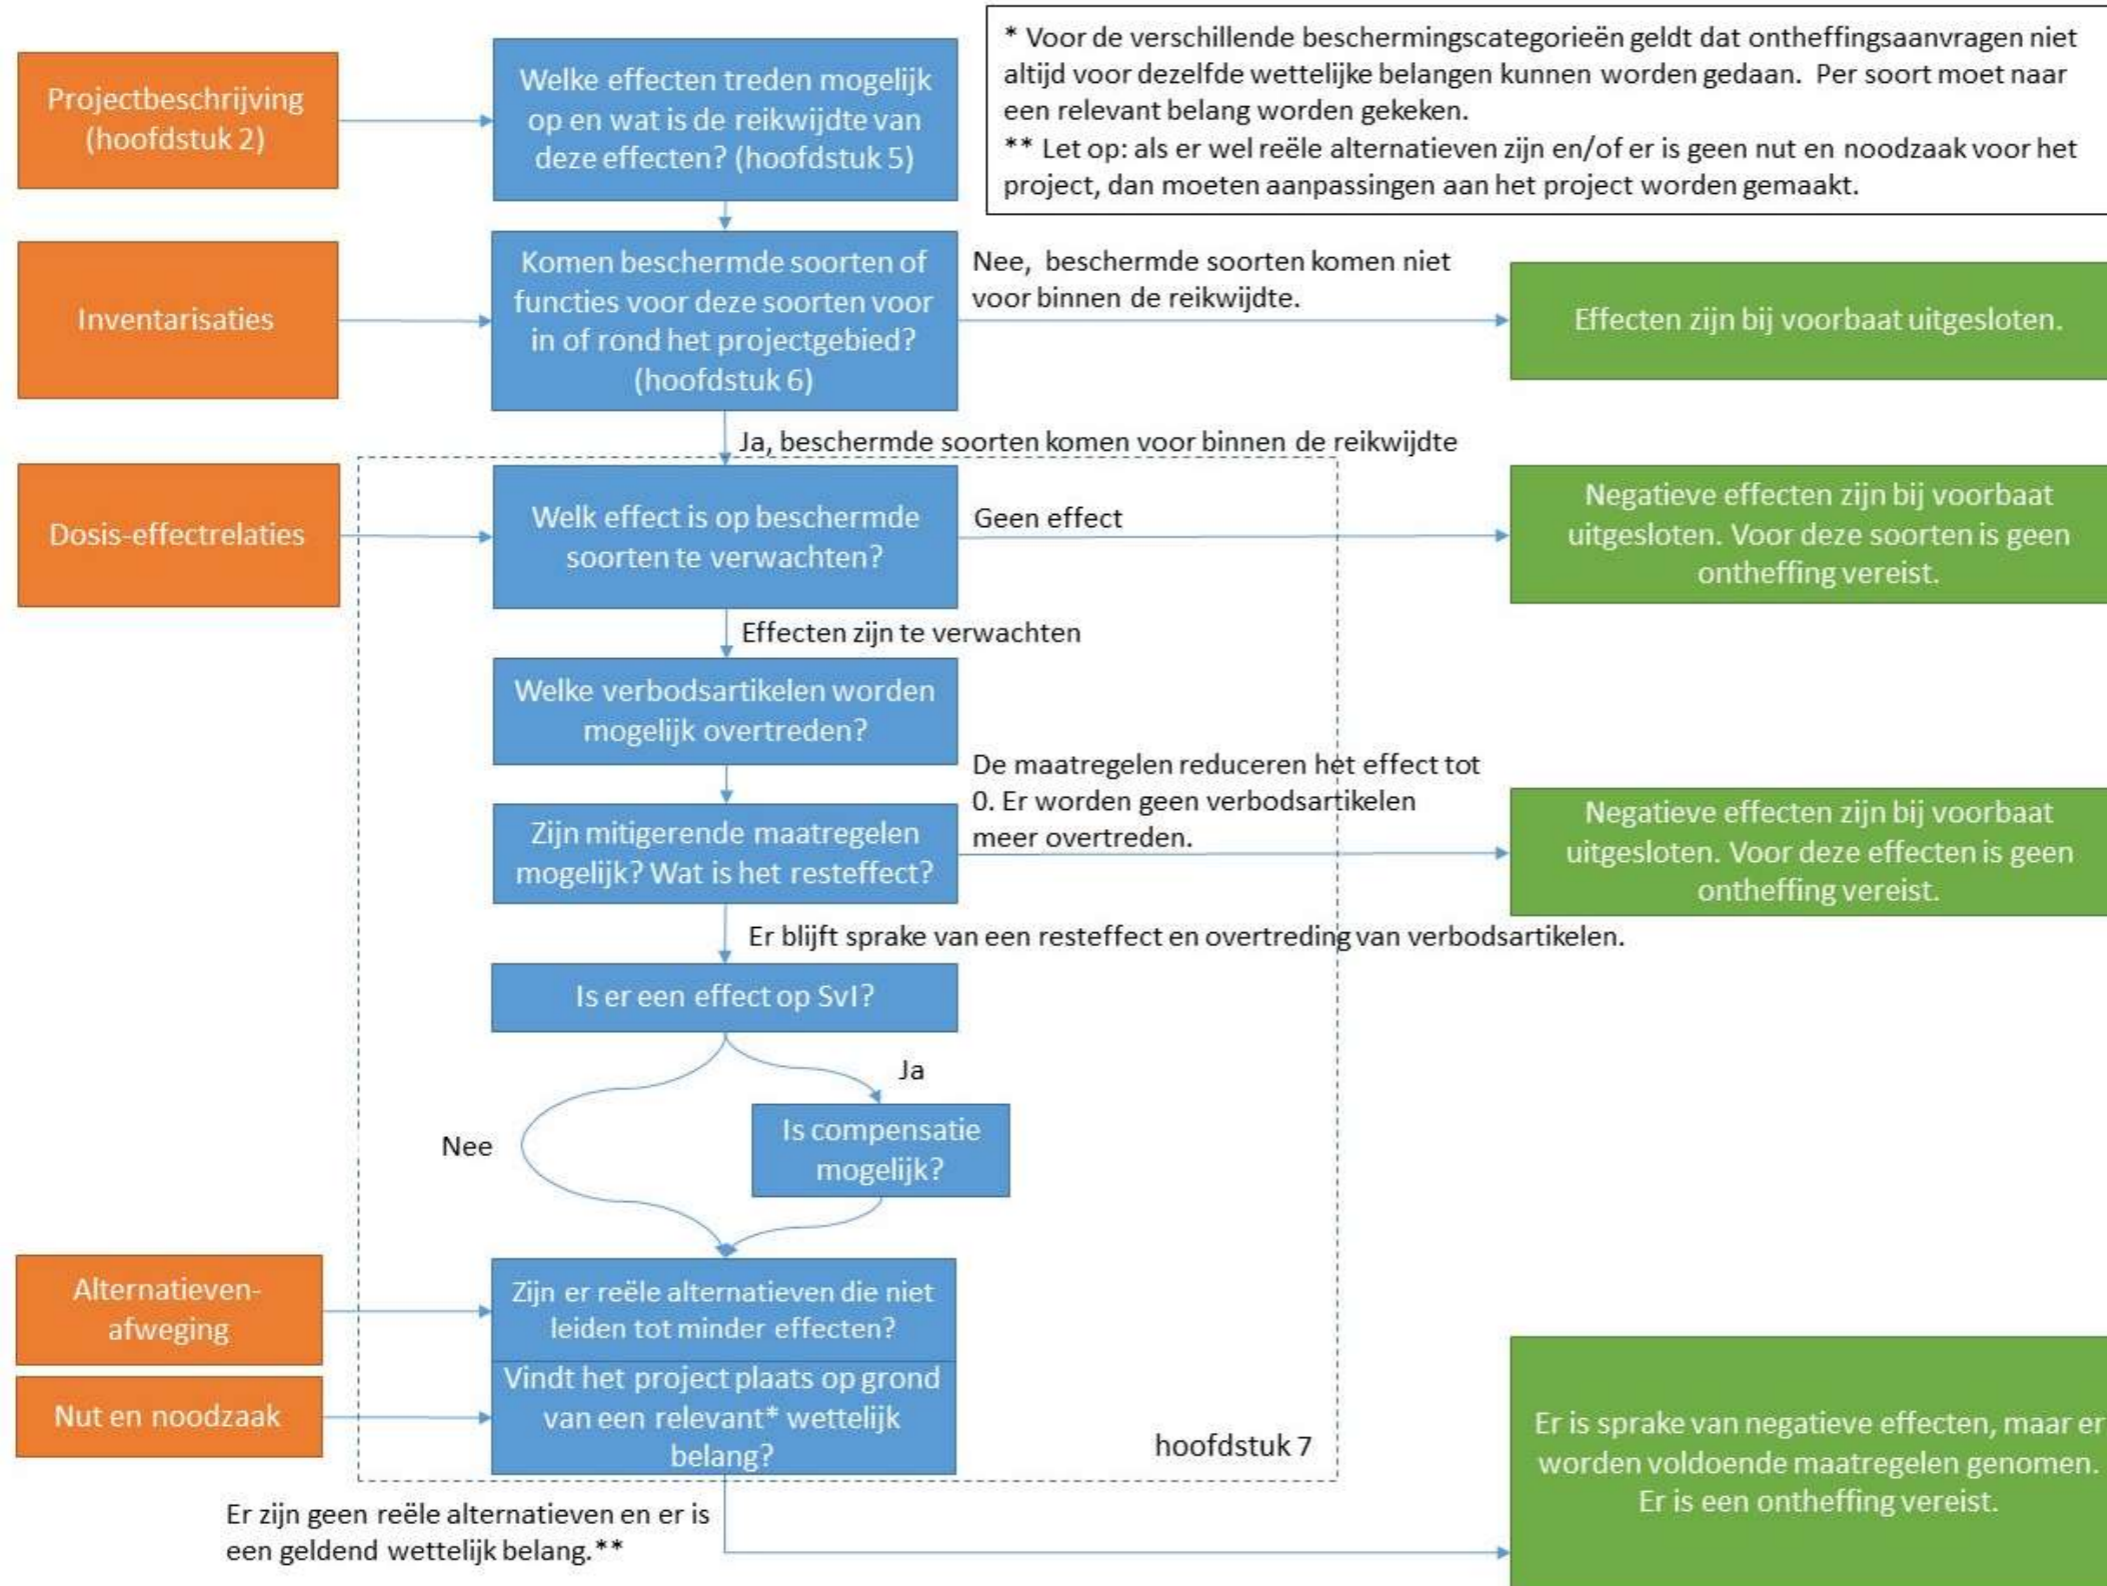 * Voor de verschillende beschermingscategorieën geldt dat ontheffingsaanvragen niet
altijd voor dezelfde wettelijke belangen kunnen worden gedaan. Per soort moet naar
een relevant belang worden gekeken.
** Let op: als er wel reële alternatieven zijn en/of er is geen nut en noodzaak voor het
project, dan moeten aanpassingen aan het project worden gemaakt.
Projectbeschrijving
(hoofdstuk 2)
Welke effecten treden mogelijk
op en wat is de reikwijdte van
deze effecten? (hoofdstuk 5)
Inventarisaties
Komen beschermde soorten of
functies voor deze soorten voor
in of rond het projectgebied?
(hoofdstuk 6)
Nee, beschermde soorten komen niet
voor binnen de reikwijdte.
Effecten zijn bij voorbaat uitgesloten.
Ja, beschermde soorten komen voor binnen de reikwijdte
Dosis-effectrelaties
Welk effect is op beschermde
soorten te verwachten?
Geen effect
Negatieve effecten zijn bij voorbaat
uitgesloten. Voor deze soorten is geen
ontheffing vereist.
Effecten zijn te verwachten
Welke verbodsartikelen worden
mogelijk overtreden?
De maatregelen reduceren het effect tot
0. Er worden geen verbodsartikelen
meer overtreden.
Zijn mitigerende maatregelen
mogelijk? Wat is het resteffect?
Negatieve effecten zijn bij voorbaat
uitgesloten. Voor deze effecten is geen
ontheffing vereist.
Er blijft sprake van een resteffect en overtreding van verbodsartikelen.
Is er een effect op SvI?
Ja
Nee
Is compensatie
mogelijk?
Alternatieven-
afweging
Zijn er reële alternatieven die niet
leiden tot minder effecten?
Nut en noodzaak
Vindt het project plaats op grond
van een relevant* wettelijk
belang?
hoofdstuk 7
Er zijn geen reële alternatieven en er is
een geldend wettelijk belang.**
Er is sprake van negatieve effecten, maar er
worden voldoende maatregelen genomen.
Er is een ontheffing vereist.